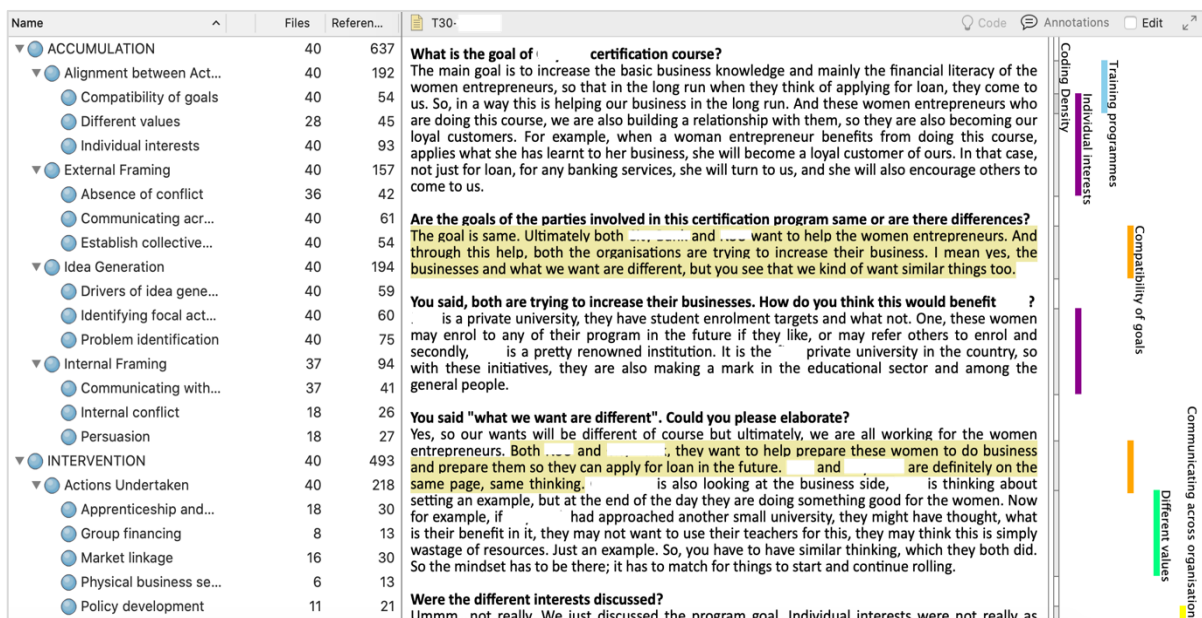 Name Files Referen...
ACCUMULATION 40 637
Alignment between Act... 40 192
Compatibility of goals 40 54
Different values 28 45
Individual interests 40 93
External Framing 40 157
Absence of conflict 36 42
Communicating acr... 40 61
Establish collective... 40 54
Idea Generation 40 194
Drivers of idea gene... 40 59
Identifying focal act... 40 60
Problem identification 40 75
Internal Framing 37 94
Communicating with... 37 41
Internal conflict 18 26
Persuasion 18 27
INTERVENTION 40 493
Actions Undertaken 40 218
Apprenticeship and... 18 30
Group financing 8 13
Market linkage 16 30
Physical business se... 6 13
Policy development 11 21
T30-
Code Annotations Edit
What is the goal of certification course?
The main goal is to increase the basic business knowledge and mainly the financial literacy of the
women entrepreneurs, so that in the long run when they think of applying for loan, they come to
us. So, in a way this is helping our business in the long run. And these women entrepreneurs who
are doing this course, we are also building a relationship with them, so they are also becoming our
loyal customers. For example, when a woman entrepreneur benefits from doing this course,
applies what she has learnt to her business, she will become a loyal customer of ours. In that case,
not just for loan, for any banking services, she will turn to us, and she will also encourage others to
come to us.
Are the goals of the parties involved in this certification program same or are there differences?
The goal is same. Ultimately both and want to help the women entrepreneurs. And
through this help, both the organisations are trying to increase their business. I mean yes, the
businesses and what we want are different, but you see that we kind of want similar things too.
You said, both are trying to increase their businesses. How do you think this would benefit ?
is a private university, they have student enrolment targets and what not. One, these women
may enrol to any of their program in the future if they like, or may refer others to enrol and
secondly, is a pretty renowned institution. It is the private university in the country, so
with these initiatives, they are also making a mark in the educational sector and among the
general people.
You said "what we want are different". Could you please elaborate?
Yes, so our wants will be different of course but ultimately, we are all working for the women
entrepreneurs. Both and , they want to help prepare these women to do business
and prepare them so they can apply for loan in the future. and are definitely on the
same page, same thinking. is also looking at the business side, is thinking about
setting an example, but at the end of the day they are doing something good for the women. Now
for example, if had approached another small university, they might have thought, what
is their benefit in it, they may not want to use their teachers for this, they may think this is simply
wastage of resources. Just an example. So, you have to have similar thinking, which they both did.
So the mindset has to be there; it has to match for things to start and continue rolling.
Were the different interests discussed?
Ummm, not really. We just discussed the program goal. Individual interests were not really as
Coding Density
Individual interests
Training programmes
Compatibility of goals
Different values
Communicating across organisation